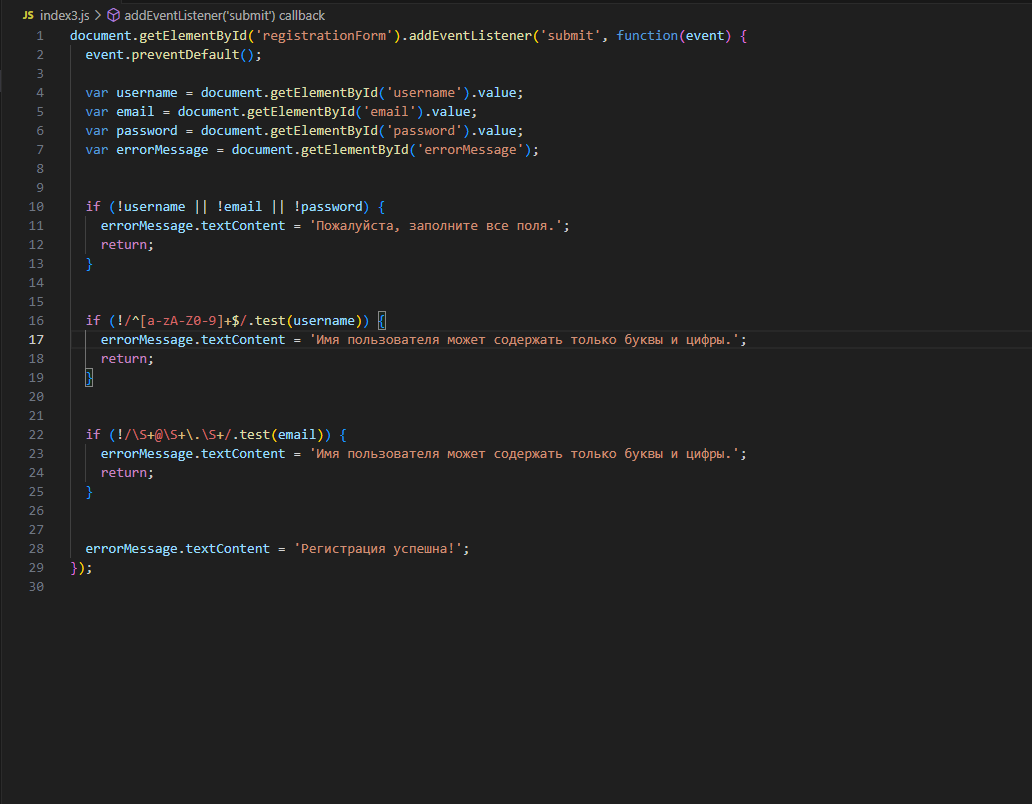 JS index3.js > addEventListener('submit') callback
1 document.getElementById('registrationForm').addEventListener('submit', function(event) {
2 event.preventDefault();
3
4 var username = document.getElementById('username').value;
5 var email = document.getElementById('email').value;
6 var password = document.getElementById('password').value;
7 var errorMessage = document.getElementById('errorMessage');
8
9
10 if (!username || !email || !password) {
11 errorMessage.textContent = 'Пожалуйста, заполните все поля.';
12 return;
13 }
14
15
16 if (!/^[a-zA-Z0-9]+$/.test(username)) {
17 errorMessage.textContent = 'Имя пользователя может содержать только буквы и цифры.';
18 return;
19 }
20
21
22 if (!/\S+@\S+\.\S+/.test(email)) {
23 errorMessage.textContent = 'Имя пользователя может содержать только буквы и цифры.';
24 return;
25 }
26
27
28 errorMessage.textContent = 'Регистрация успешна!';
29 });
30